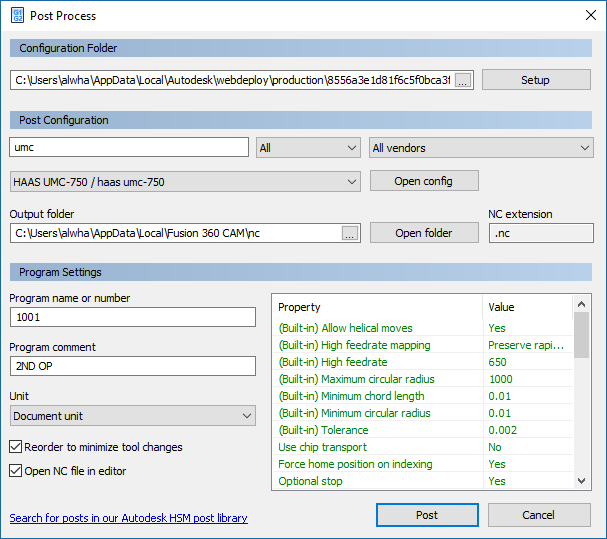 G1
G2
Post Process
Configuration Folder
C:\Users\alwha\AppData\Local\Autodesk\webdeploy\production\8556a3e1d81f6c5f0bca3f
...
Setup
Post Configuration
umc
All
All vendors
HAAS UMC-750 / haas umc-750
Open config
Output folder
NC extension
C:\Users\alwha\AppData\Local\Fusion 360 CAM\nc
...
Open folder
.nc
Program Settings
Program name or number
1001
Program comment
2ND OP
Unit
Document unit
Reorder to minimize tool changes
Open NC file in editor
Property Value
(Built-in) Allow helical moves Yes
(Built-in) High feedrate mapping Preserve rapi...
(Built-in) High feedrate 650
(Built-in) Maximum circular radius 1000
(Built-in) Minimum chord length 0.01
(Built-in) Minimum circular radius 0.01
(Built-in) Tolerance 0.002
Use chip transport No
Force home position on indexing Yes
Optional stop Yes
Search for posts in our Autodesk HSM post library
Post
Cancel